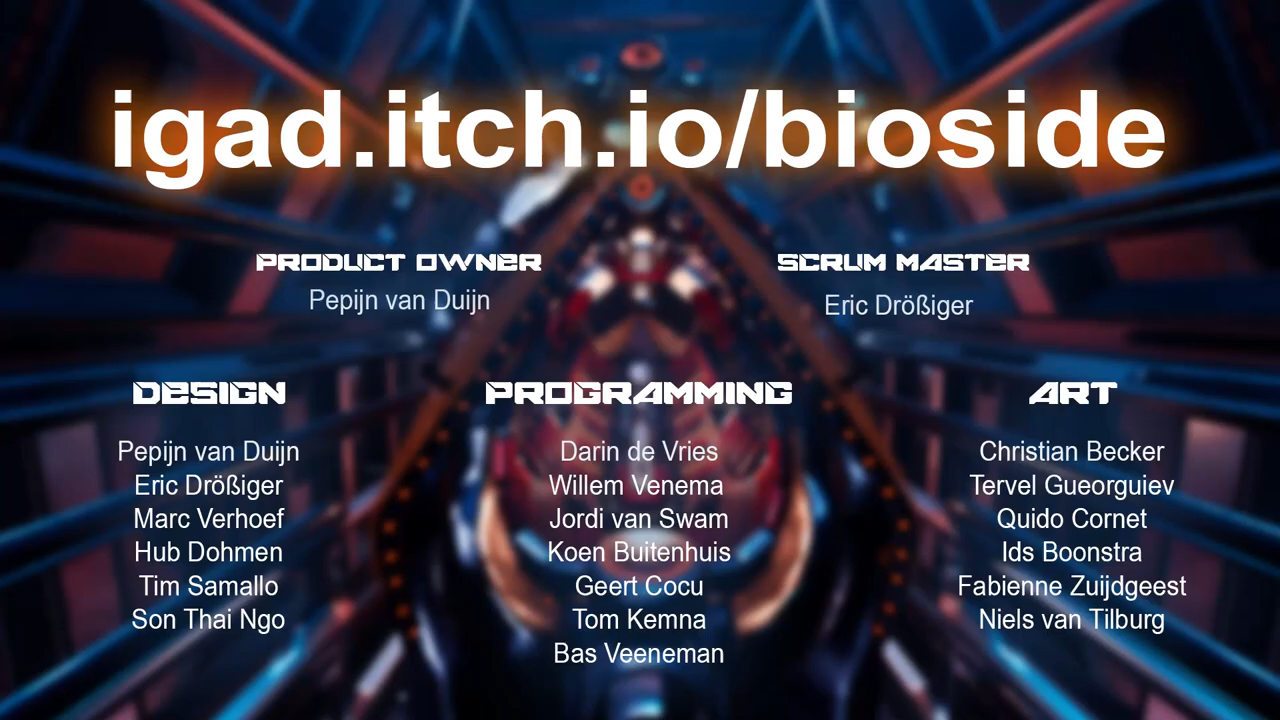 igad.itch.io/bioside
PRODUCT OWNER
Pepijn van Duijn
SCRUM MASTER
Eric Drößiger
DESIGN
Pepijn van Duijn
Eric Drößiger
Marc Verhoef
Hub Dohmen
Tim Samallo
Son Thai Ngo
PROGRAMMING
Darin de Vries
Willem Venema
Jordi van Swam
Koen Buitenhuis
Geert Cocu
Tom Kemna
Bas Veeneman
ART
Christian Becker
Tervel Gueorguiev
Quido Cornet
Ids Boonstra
Fabienne Zuijdgeest
Niels van Tilburg